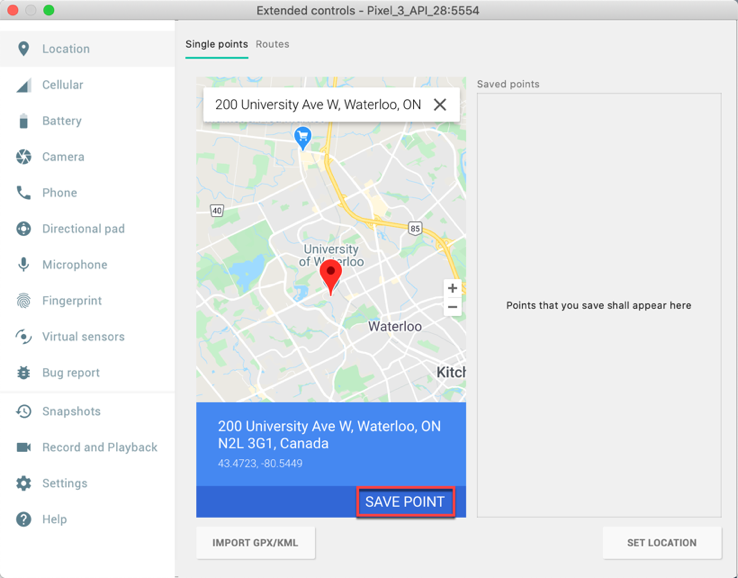 Extended controls - Pixel_3_API_28:5554
Location
Cellular
Battery
Camera
Phone
Directional pad
Microphone
Fingerprint
Virtual sensors
Bug report
Snapshots
Record and Playback
Settings
Help
Single points
Routes
200 University Ave W, Waterloo, ON
40
85
University
of Waterloo
Waterloo
Kitch
200 University Ave W, Waterloo, ON
N2L 3G1, Canada
43.4723, -80.5449
SAVE POINT
IMPORT GPX/KML
Saved points
Points that you save shall appear here
SET LOCATION